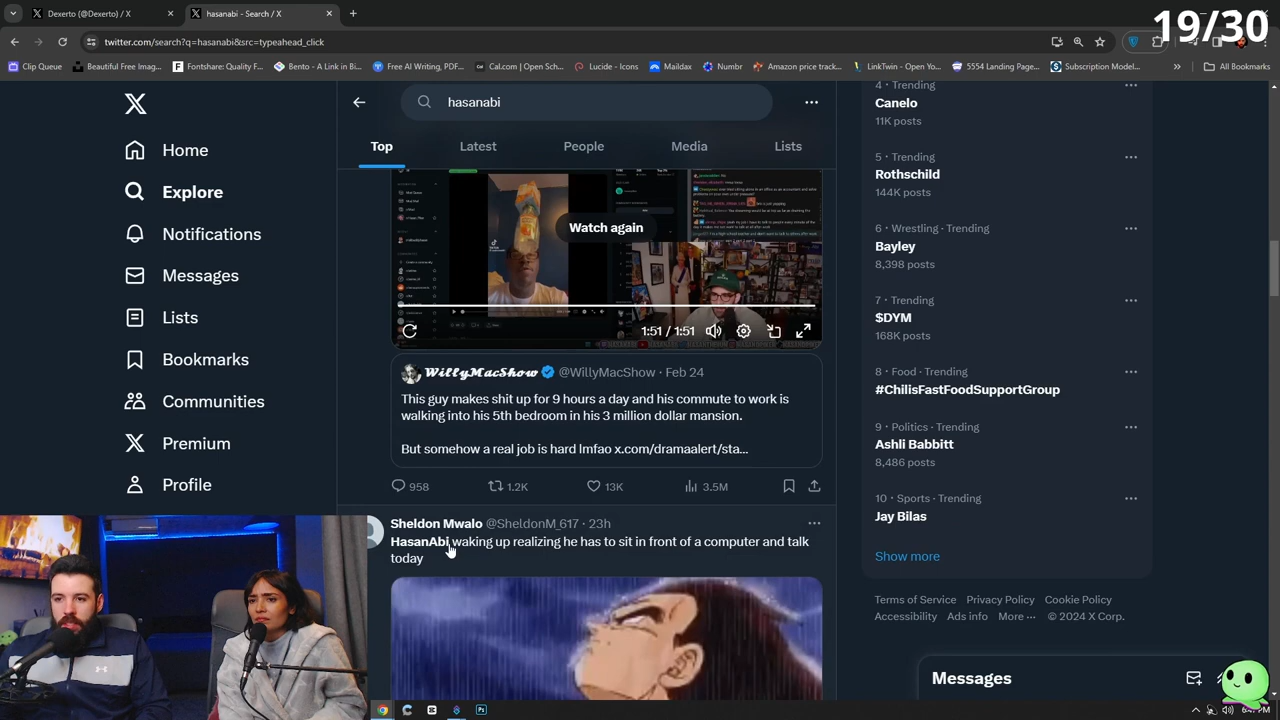 Dexerto (@Dexerto) / X
hasanabi - Search / X
19/30
twitter.com/search?q=hasanabi&src=typeahead_click
Clip Queue
Beautiful Free Imag...
Fontshare: Quality F...
Bento - A Link in Bi...
Free AI Writing, PDF...
Cal.com | Open Sch...
Lucide - Icons
Maildax
Numbr
Amazon price track...
LinkTwin - Open Yo...
5554 Landing Page...
Subscription Model...
All Bookmarks
Home
Explore
Notifications
Messages
Lists
Bookmarks
Communities
Premium
Profile
hasanabi
Top
Latest
People
Media
Lists
Watch again
1:51 / 1:51
WillyMacShow @WillyMacShow · Feb 24
This guy makes shit up for 9 hours a day and his commute to work is
walking into his 5th bedroom in his 3 million dollar mansion.
But somehow a real job is hard lmfao x.com/dramaalert/sta...
958
1.2K
13K
3.5M
Sheldon Mwalo @SheldonM_617 · 23h
HasanAbi waking up realizing he has to sit in front of a computer and talk
today
4 · Trending
Canelo
11K posts
5 · Trending
Rothschild
144K posts
6 · Wrestling · Trending
Bayley
8,398 posts
7 · Trending
$DYM
168K posts
8 · Food · Trending
#ChilisFastFoodSupportGroup
9 · Politics · Trending
Ashli Babbitt
8,486 posts
10 · Sports · Trending
Jay Bilas
Show more
Terms of Service Privacy Policy Cookie Policy
Accessibility Ads info More ··· © 2024 X Corp.
Messages